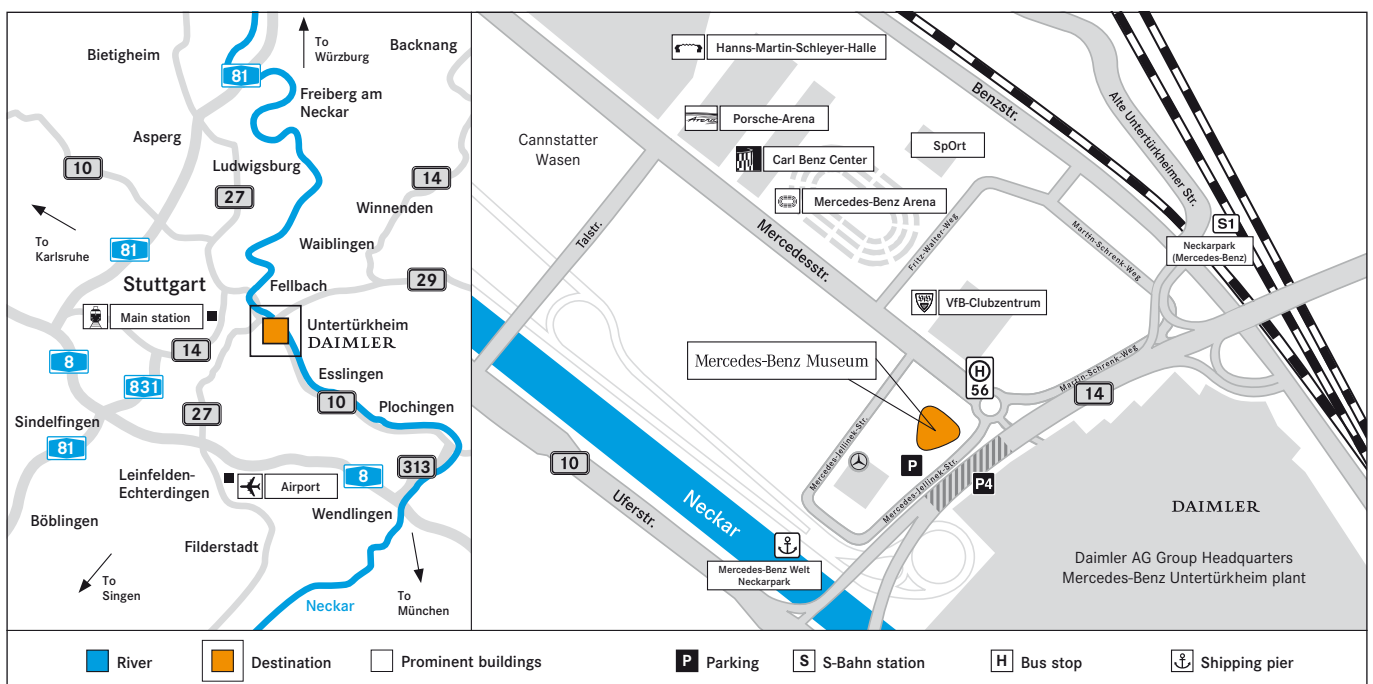 To
Würzburg
Backnang
Bietigheim
81
Freiberg am
Neckar
Asperg
10
Ludwigsburg
14
27
Winnenden
To
Karlsruhe
81
Waiblingen
29
Stuttgart
Fellbach
Main station
Untertürkheim
DAIMLER
14
8
831
Esslingen
10
Plochingen
27
Sindelfingen
81
313
Leinfelden-
Echterdingen
Airport
8
Böblingen
Wendlingen
Filderstadt
To
Singen
Neckar
To
München
Hanns-Martin-Schleyer-Halle
Benzstr.
Alte Untertürkheimer Str.
Arena
Porsche-Arena
Cannstatter
Wasen
SpOrt
Carl Benz Center
Mercedes-Benz Arena
Talstr.
Mercedesstr.
Fritz-Walter-Weg
Martin-Schrenk-Weg
S1
Neckarpark
(Mercedes-Benz)
VfB-Clubzentrum
Mercedes-Benz Museum
H
56
Martin-Schrenk-Weg
14
Mercedes-Jellinek-Str.
P
Mercedes-Jellinek-Str.
P4
10
Uferstr.
Neckar
DAIMLER
Mercedes-Benz Welt
Neckarpark
Daimler AG Group Headquarters
Mercedes-Benz Untertürkheim plant
River
Destination
Prominent buildings
P Parking
S S-Bahn station
H Bus stop
Shipping pier